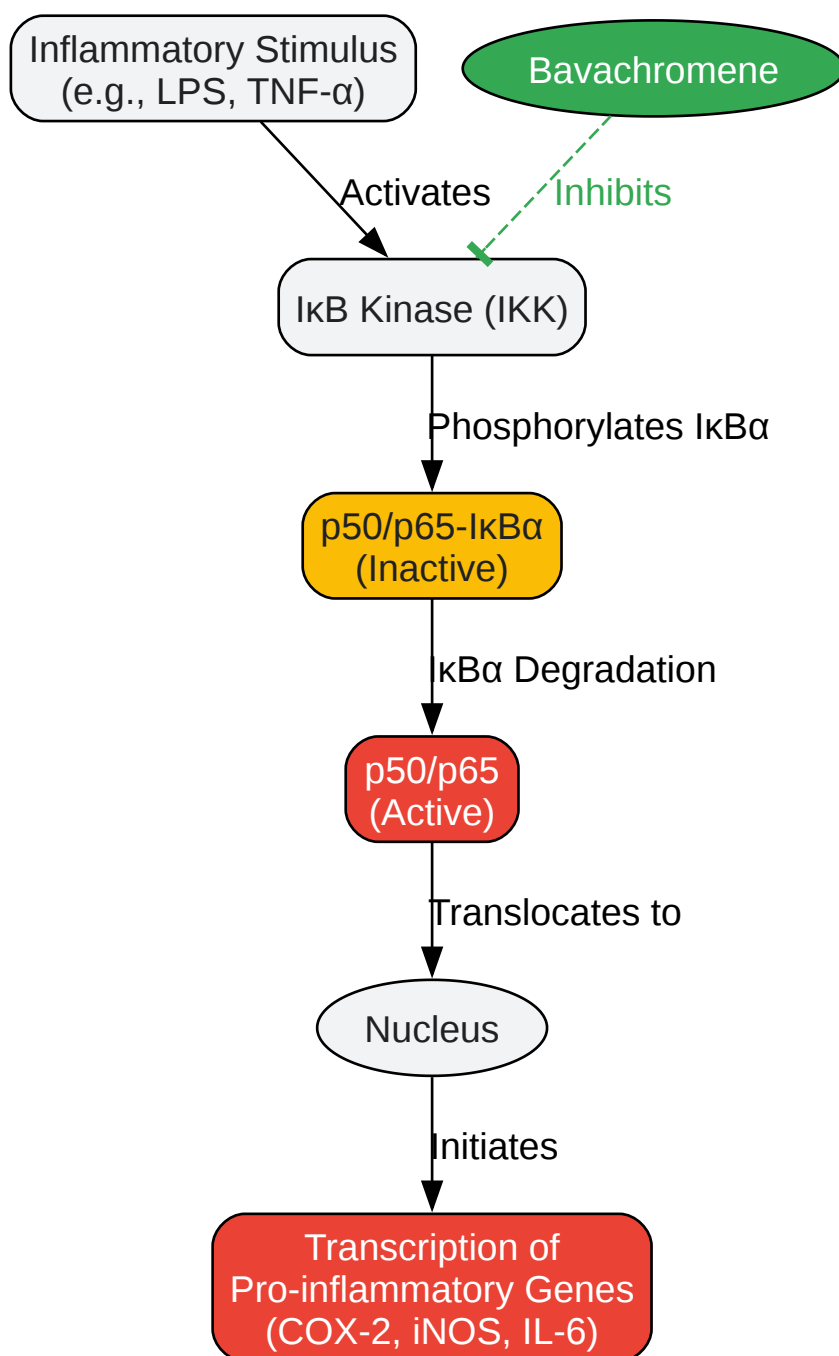 Inflammatory Stimulus
(e.g., LPS, TNF-α)
Bavachromene
Activates
Inhibits
IκB Kinase (IKK)
Phosphorylates IκBα
p50/p65-IκBα
(Inactive)
IκBα Degradation
p50/p65
(Active)
Translocates to
Nucleus
Initiates
Transcription of
Pro-inflammatory Genes
(COX-2, iNOS, IL-6)